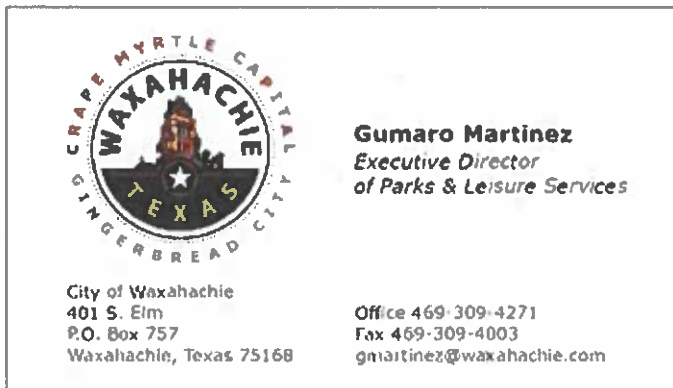 CRAPE MYRTLE CAPITAL
WAXAHACHIE
TEXAS
GINGERBREAD CITY
Gumaro Martinez
Executive Director
of Parks & Leisure Services
City of Waxahachie
401 S. Elm
P.O. Box 757
Waxahachie, Texas 75168
Office 469-309-4271
Fax 469-309-4003
gmartinez@waxahachie.com